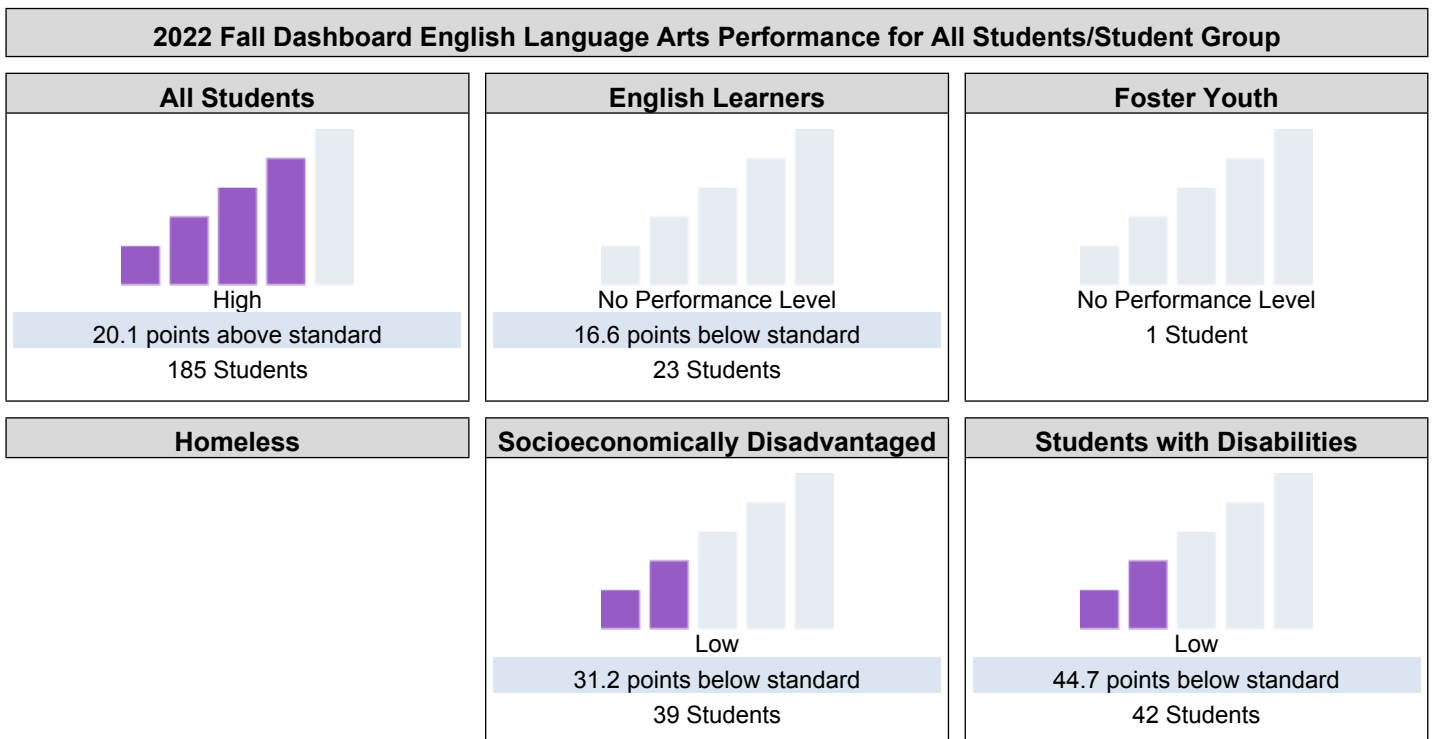 2022 Fall Dashboard English Language Arts Performance for All Students/Student Group
All Students
High
20.1 points above standard
185 Students
English Learners
No Performance Level
16.6 points below standard
23 Students
Foster Youth
No Performance Level
1 Student
Homeless
Socioeconomically Disadvantaged
Low
31.2 points below standard
39 Students
Students with Disabilities
Low
44.7 points below standard
42 Students